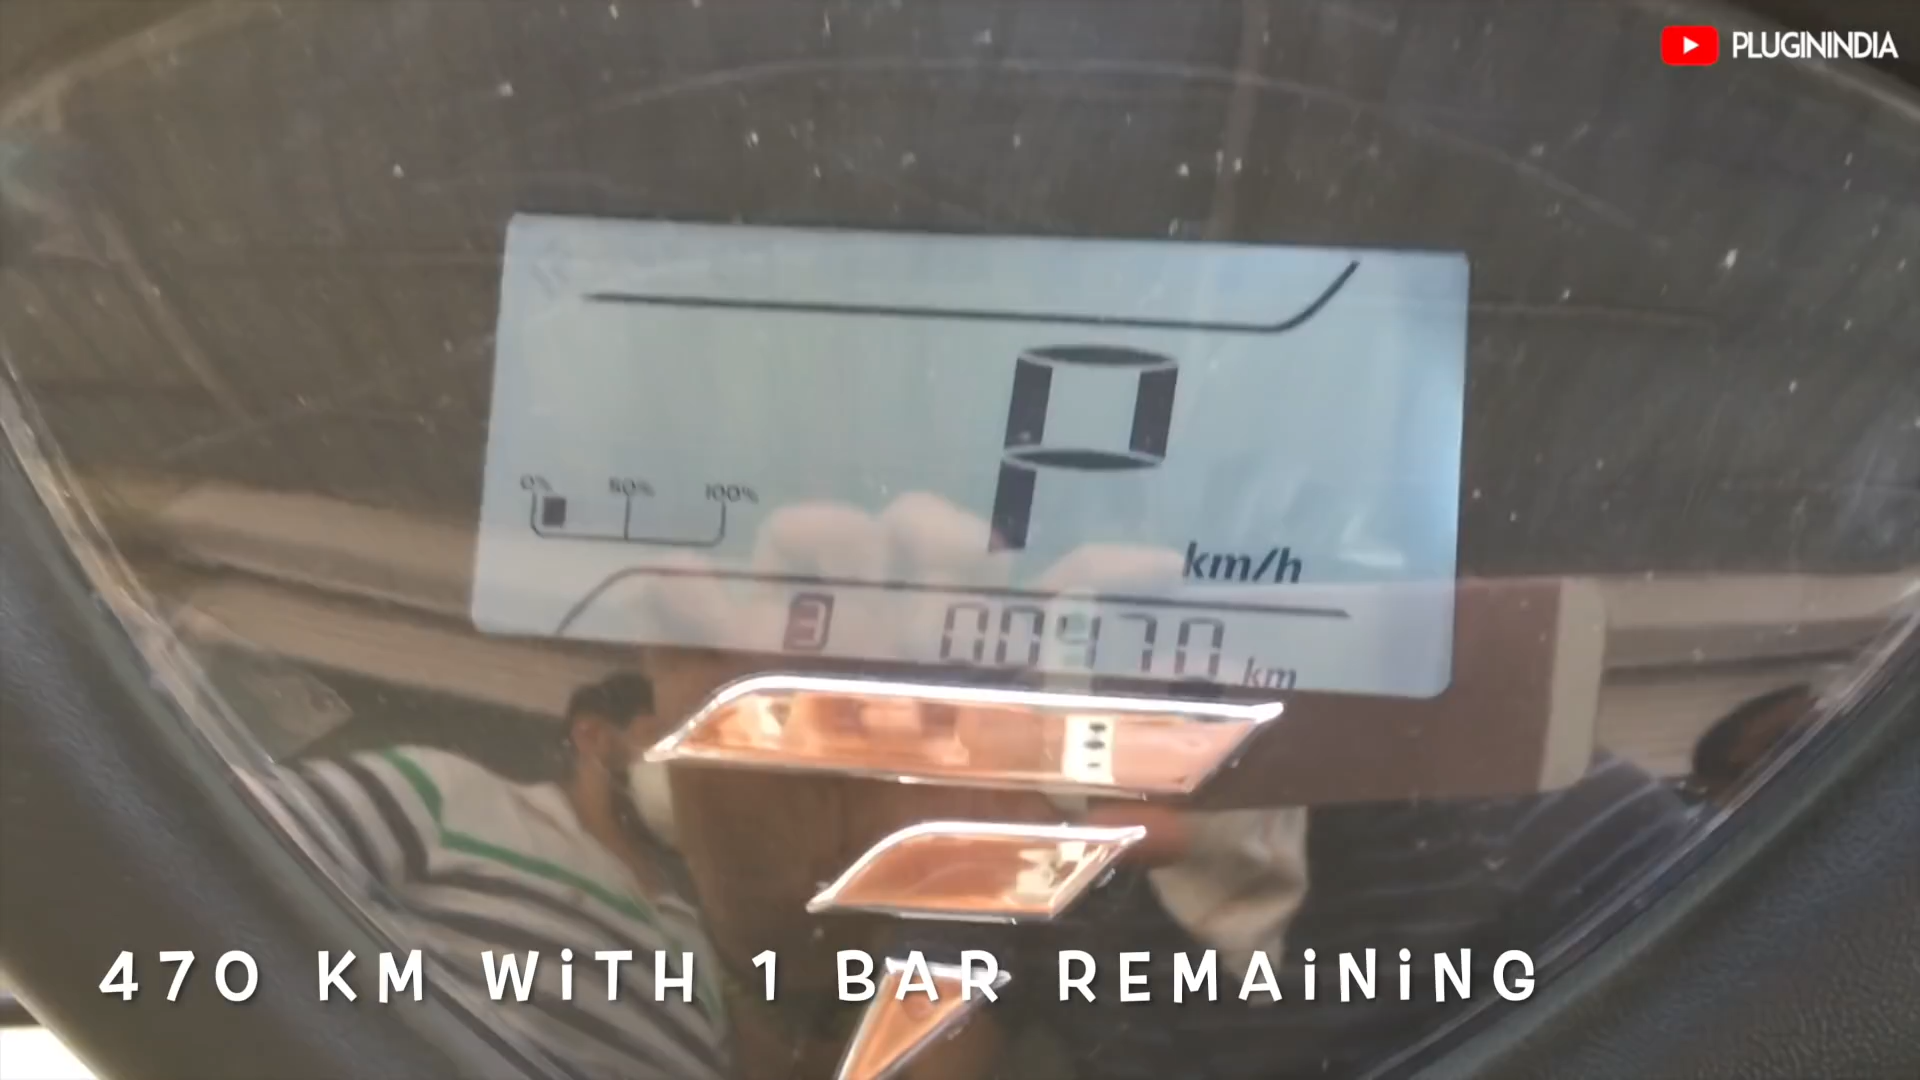 PLUGININDIA
P
0% 50% 100%
km/h
3 00470 km
470 KM WiTH 1 BAR REMAiNiNG